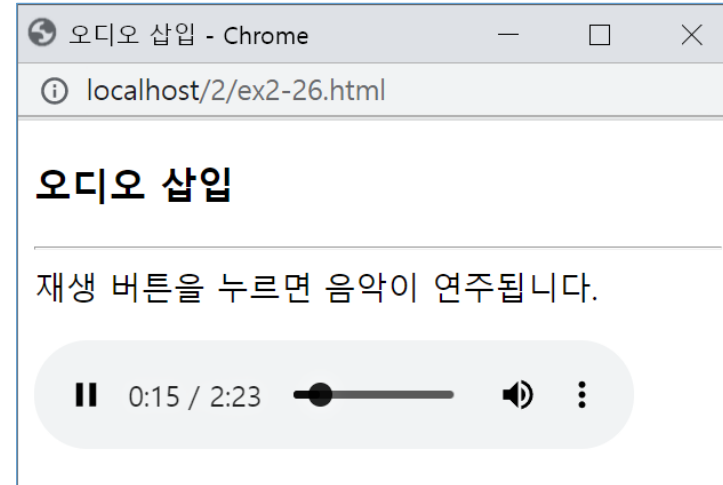 오디오 삽입 - Chrome
localhost/2/ex2-26.html
오디오 삽입
재생 버튼을 누르면 음악이 연주됩니다.
0:15 / 2:23